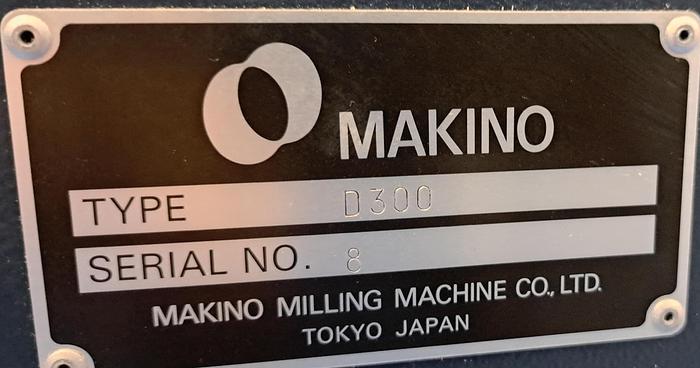 MAKINO
TYPE D300
SERIAL NO. 8
MAKINO MILLING MACHINE CO., LTD.
TOKYO JAPAN